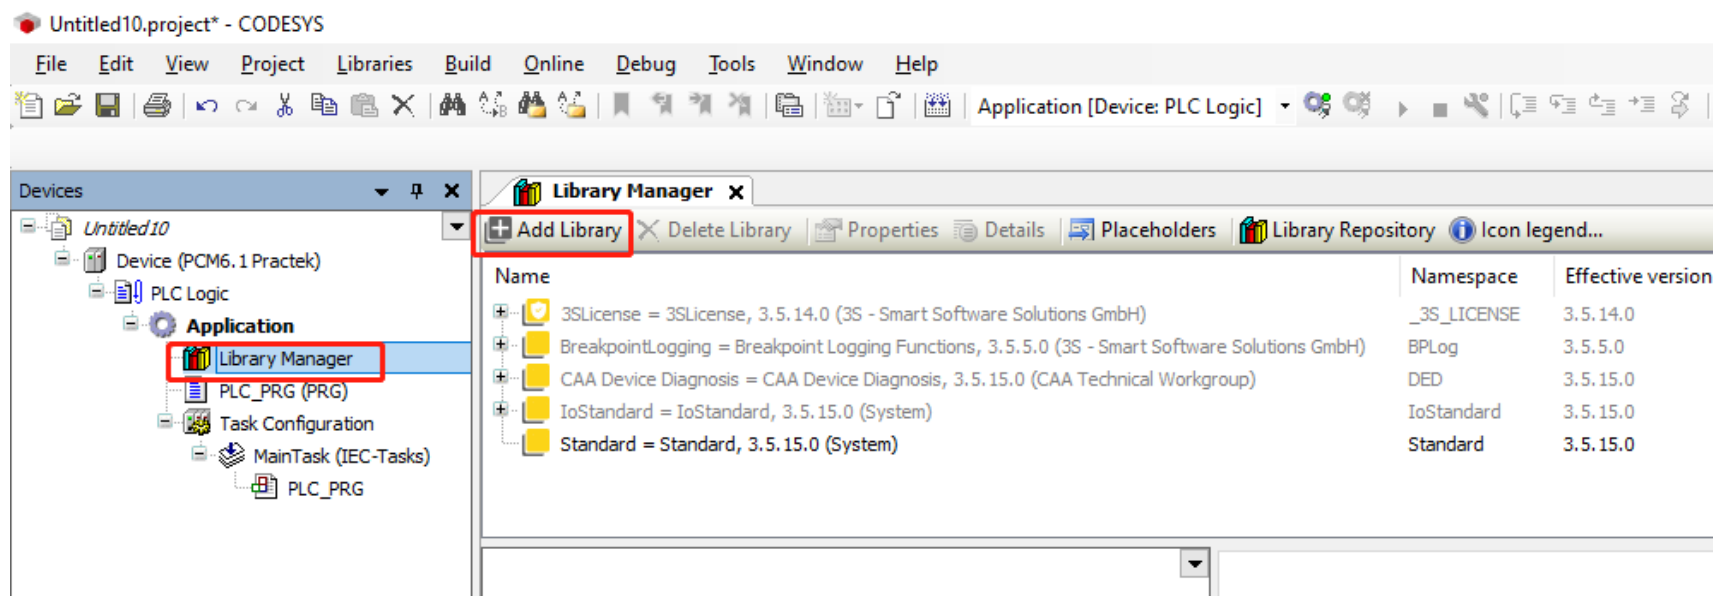 Untitled10.project* - CODESYS
File Edit View Project Libraries Build Online Debug Tools Window Help
Application [Device: PLC Logic]
Devices
Untitled10
Device (PCM6.1 Practek)
PLC Logic
Application
Library Manager
PLC_PRG (PRG)
Task Configuration
MainTask (IEC-Tasks)
PLC_PRG
Library Manager
Add Library Delete Library Properties Details Placeholders Library Repository Icon legend...
Name Namespace Effective version
3SLicense = 3SLicense, 3.5.14.0 (3S - Smart Software Solutions GmbH) _3S_LICENSE 3.5.14.0
BreakpointLogging = Breakpoint Logging Functions, 3.5.5.0 (3S - Smart Software Solutions GmbH) BPLog 3.5.5.0
CAA Device Diagnosis = CAA Device Diagnosis, 3.5.15.0 (CAA Technical Workgroup) DED 3.5.15.0
IoStandard = IoStandard, 3.5.15.0 (System) IoStandard 3.5.15.0
Standard = Standard, 3.5.15.0 (System) Standard 3.5.15.0